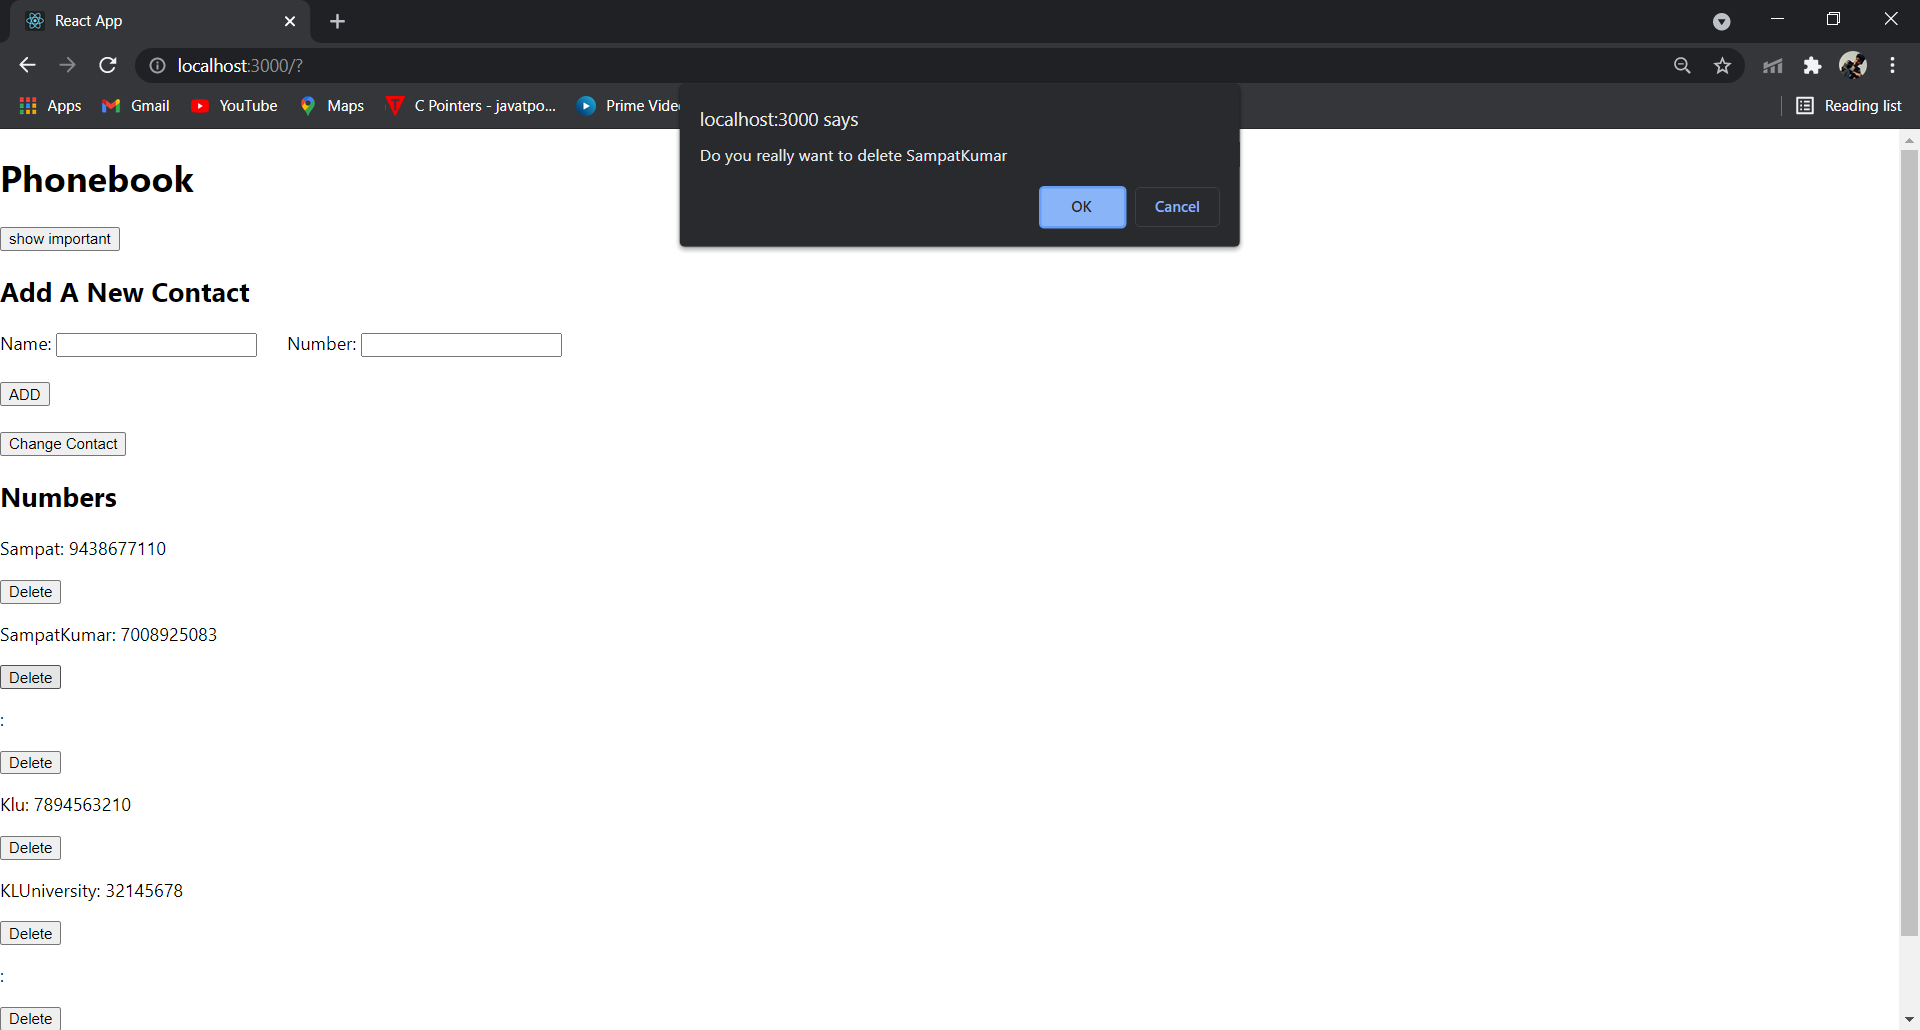 React App
localhost:3000/?
Apps Gmail YouTube Maps C Pointers - javatpo... Prime Vide Reading list
localhost:3000 says
Do you really want to delete SampatKumar
OK Cancel
Phonebook
show important
Add A New Contact
Name: Number:
ADD
Change Contact
Numbers
Sampat: 9438677110
Delete
SampatKumar: 7008925083
Delete
:
Delete
Klu: 7894563210
Delete
KLUniversity: 32145678
Delete
:
Delete